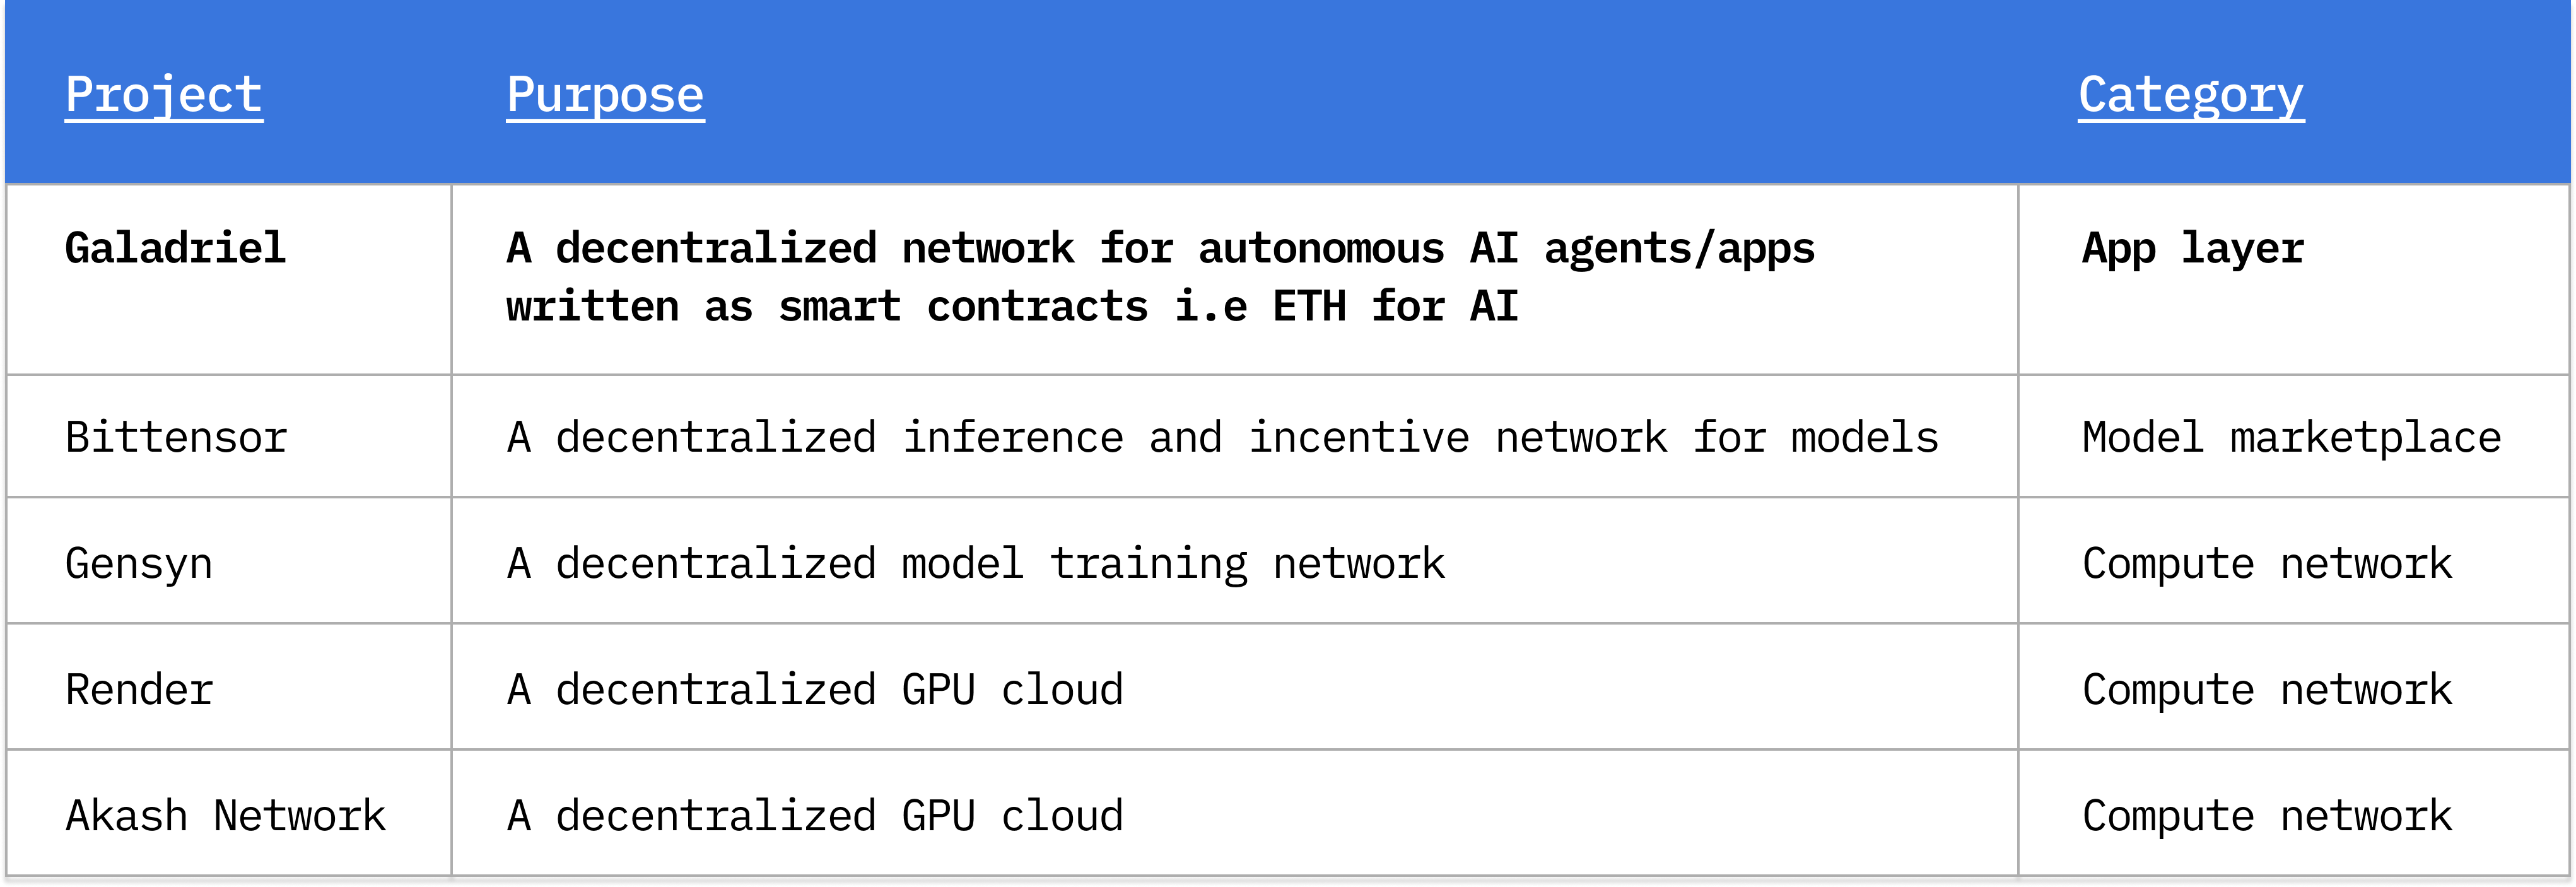 Project Purpose Category
Galadriel A decentralized network for autonomous AI agents/apps App layer
written as smart contracts i.e ETH for AI
Bittensor A decentralized inference and incentive network for models Model marketplace
Gensyn A decentralized model training network Compute network
Render A decentralized GPU cloud Compute network
Akash Network A decentralized GPU cloud Compute network